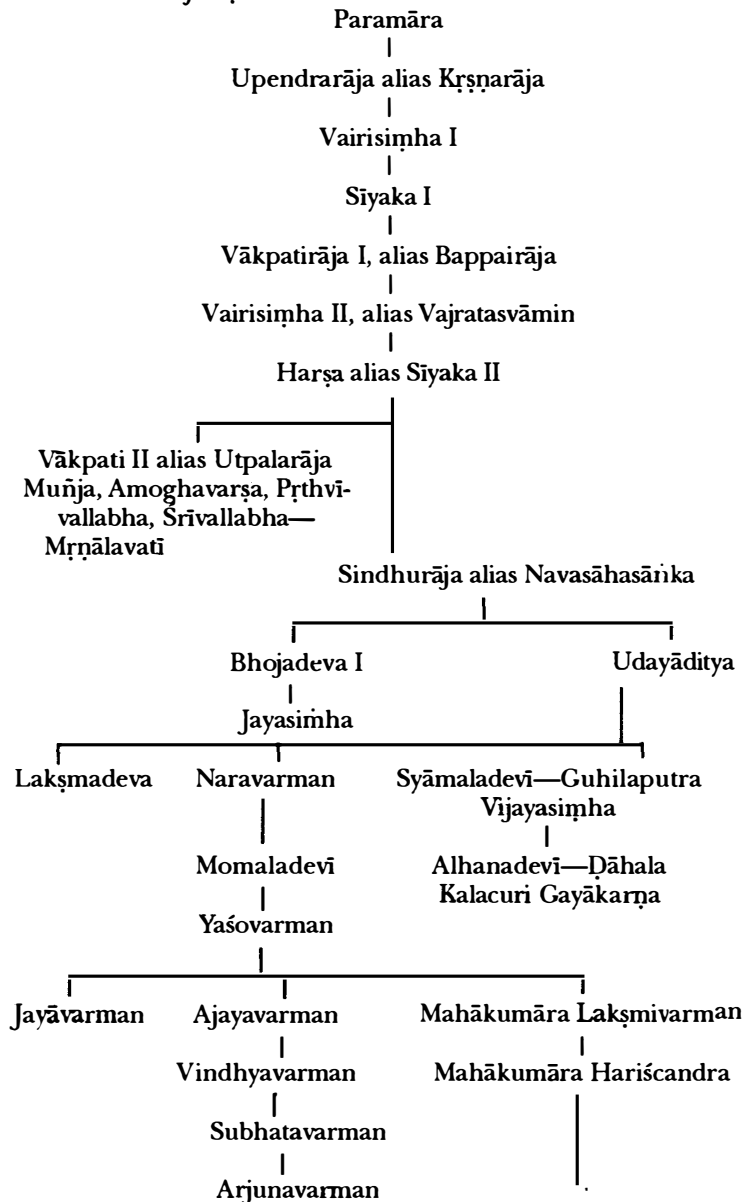 Paramāra
Upendrarāja alias Kṛṣṇarāja
Vairisiṃha I
Sīyaka I
Vākpatirāja I, alias Bappairāja
Vairisiṃha II, alias Vajratasvāmin
Harṣa alias Sīyaka II
Vākpati II alias Utpalarāja
Muñja, Amoghavarṣa, Pṛthvī-
vallabha, Śrīvallabha—
Mṛṇālavatī
Sindhurāja alias Navasāhasāṅka
Bhojadeva I
Udayāditya
Jayasiṁha
Lakṣmadeva
Naravarman
Syāmaladevī—Guhilaputra
Vijayasiṃha
Momaladevī
Alhanadevī—Ḍāhala
Kalacuri Gayākarṇa
Yaśovarman
Jayāvarman
Ajayavarman
Mahākumāra Lakṣmivarman
Vindhyavarman
Mahākumāra Hariścandra
Subhatavarman
Arjunavarman